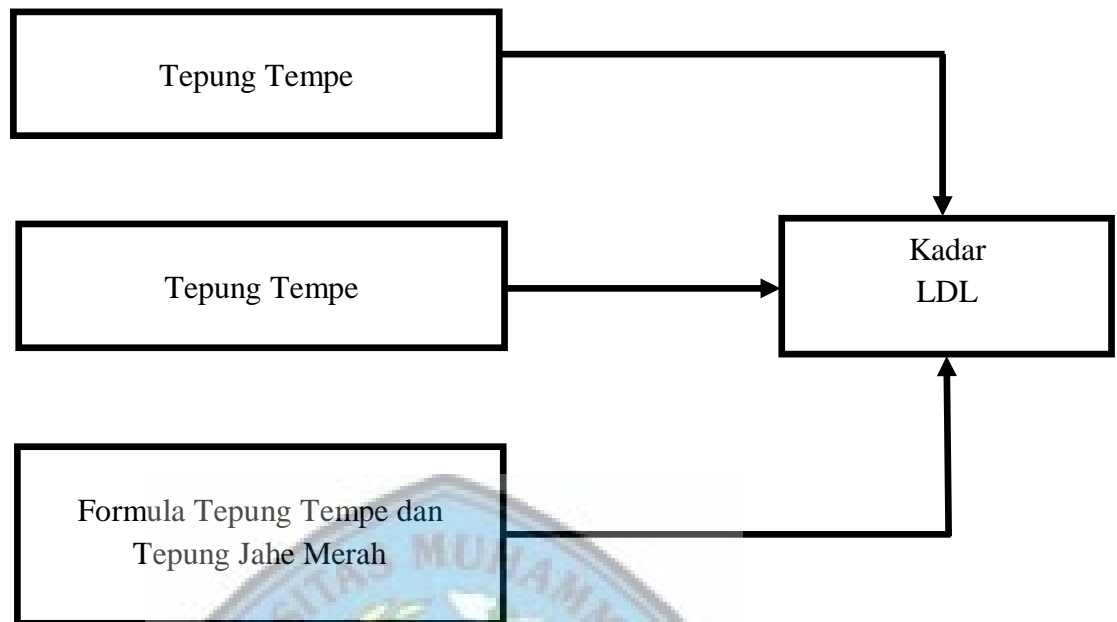 Tepung Tempe
Tepung Tempe
Kadar
LDL
Formula Tepung Tempe dan
Tepung Jahe Merah